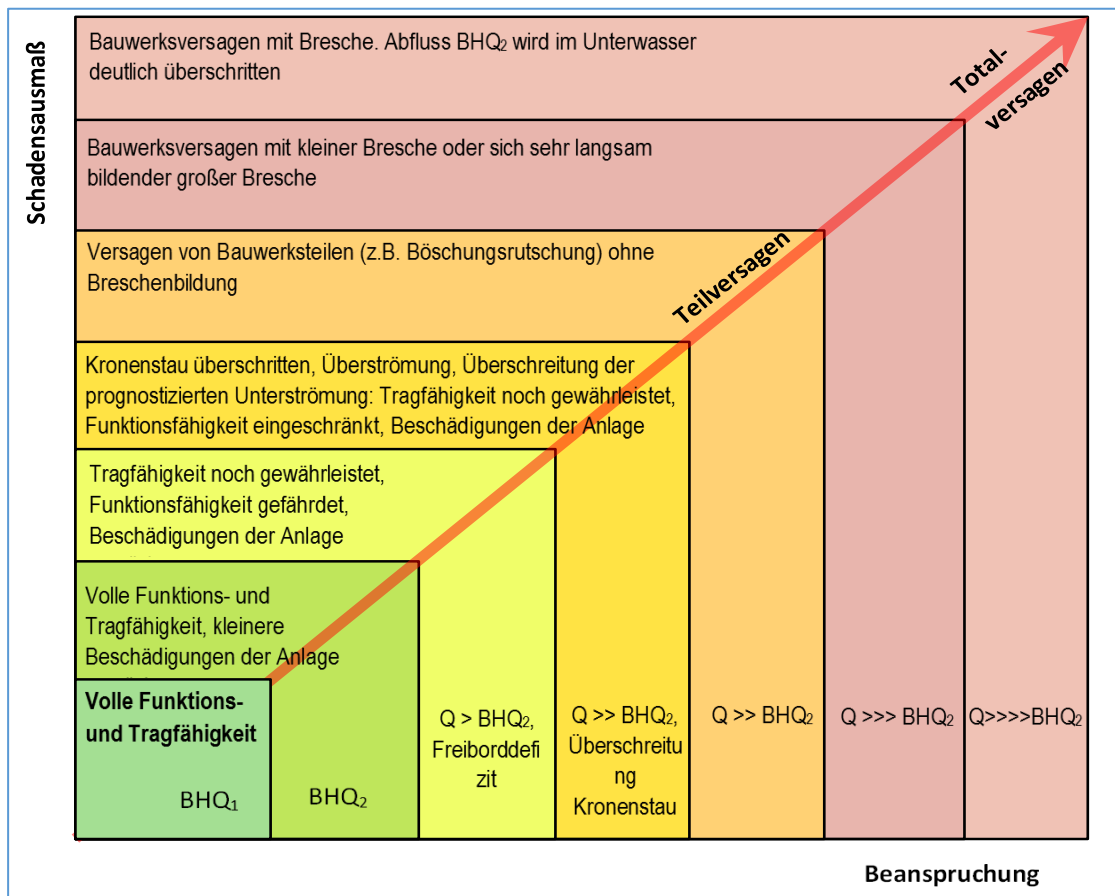 Schadensausmaß
Bauwerksversagen mit Bresche. Abfluss BHQ₂ wird im Unterwasser
deutlich überschritten
Total-
versagen
Bauwerksversagen mit kleiner Bresche oder sich sehr langsam
bildender großer Bresche
Versagen von Bauwerksteilen (z.B. Böschungsrutschung) ohne
Breschenbildung
Teilversagen
Kronenstau überschritten, Überströmung, Überschreitung der
prognostizierten Unterströmung: Tragfähigkeit noch gewährleistet,
Funktionsfähigkeit eingeschränkt, Beschädigungen der Anlage
Tragfähigkeit noch gewährleistet,
Funktionsfähigkeit gefährdet,
Beschädigungen der Anlage
Volle Funktions- und
Tragfähigkeit, kleinere
Beschädigungen der Anlage
Volle Funktions-
und Tragfähigkeit
BHQ₁
BHQ₂
Q > BHQ₂,
Freiborddefi
zit
Q >> BHQ₂,
Überschreitu
ng
Kronenstau
Q >> BHQ₂
Q >>> BHQ₂
Q>>>>BHQ₂
Beanspruchung